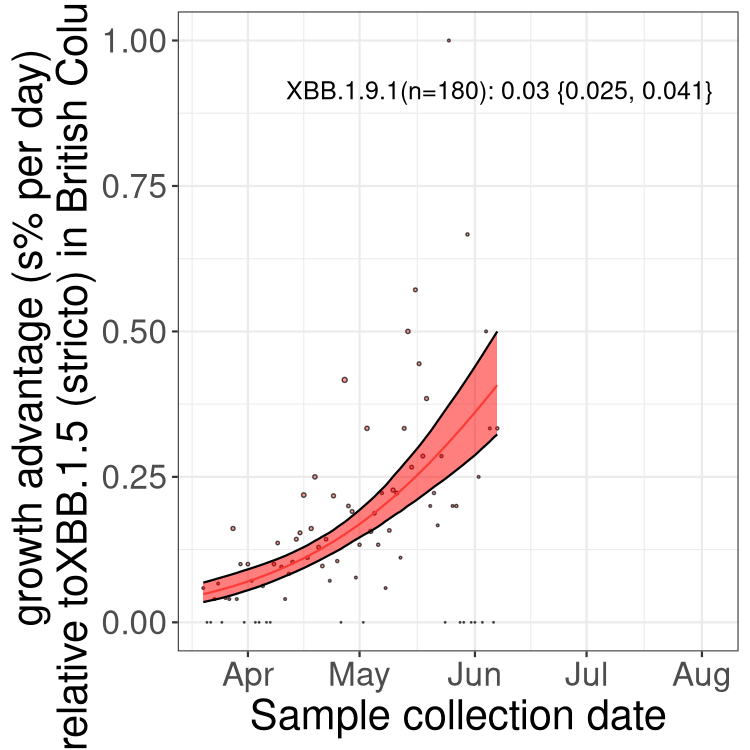 growth advantage (s% per day)
relative toXBB.1.5 (stricto) in British Colu
1.00
0.75
0.50
0.25
0.00
XBB.1.9.1(n=180): 0.03 {0.025, 0.041}
Apr May Jun Jul Aug
Sample collection date